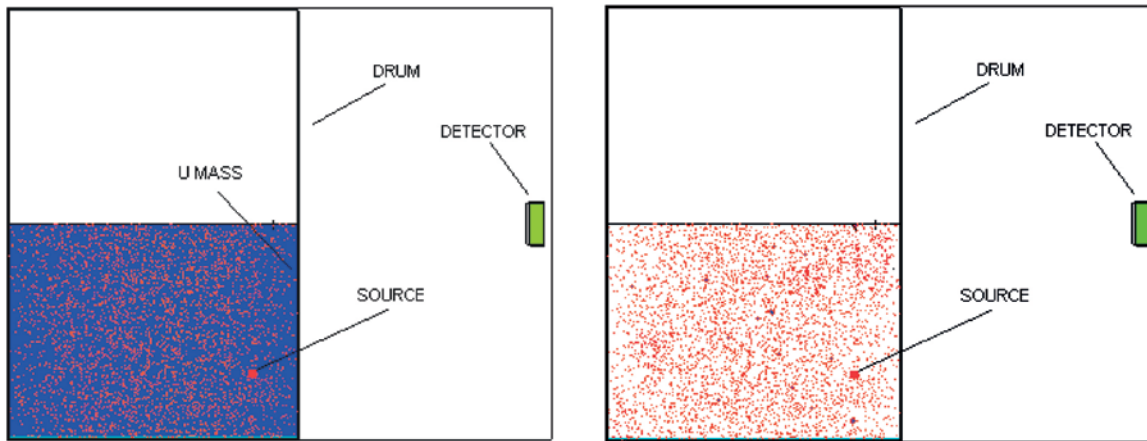 DRUM
DETECTOR
U MASS
SOURCE
DRUM
DETECTOR
SOURCE